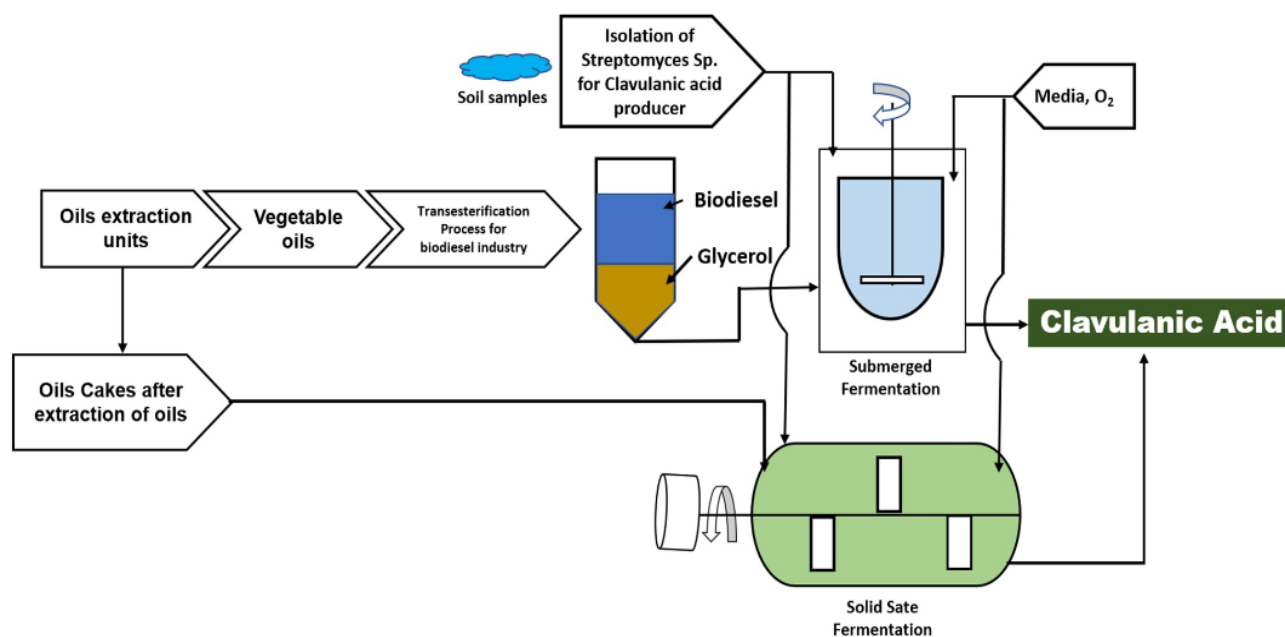 Isolation of
Streptomyces Sp.
for Clavulanic acid
producer
Soil samples
Media, O₂
Oils extraction
units
Vegetable
oils
Transesterification
Process for
biodiesel industry
Biodiesel
Glycerol
Clavulanic Acid
Submerged
Fermentation
Oils Cakes after
extraction of oils
Solid Sate
Fermentation